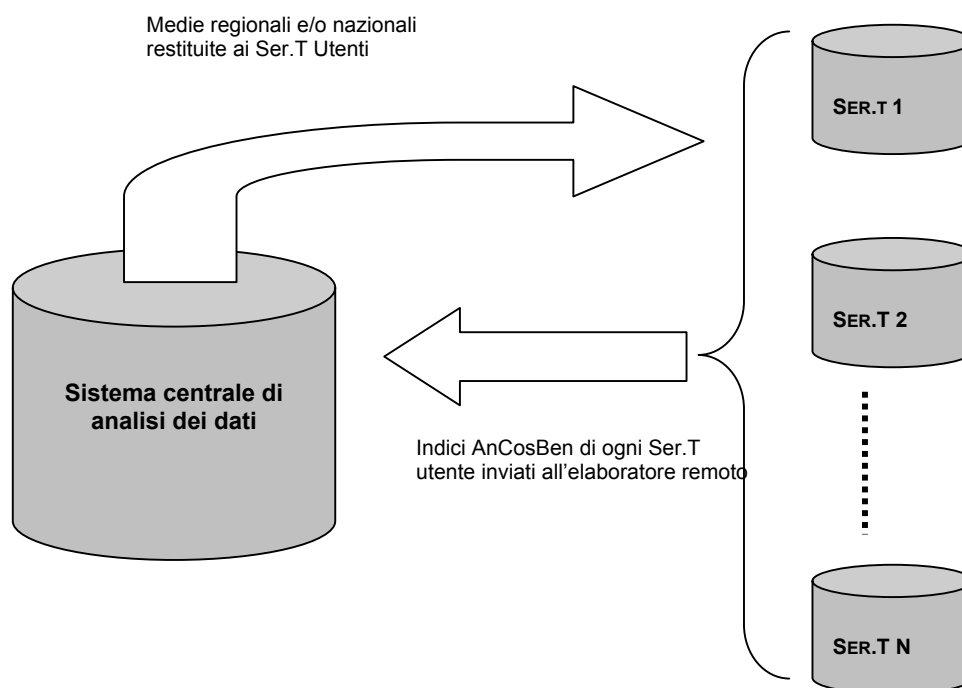 Medie regionali e/o nazionali
restituite ai Ser.T Utenti
SER.T 1
SER.T 2
Sistema centrale di
analisi dei dati
Indici AnCosBen di ogni Ser.T
utente inviati all’elaboratore remoto
SER.T N